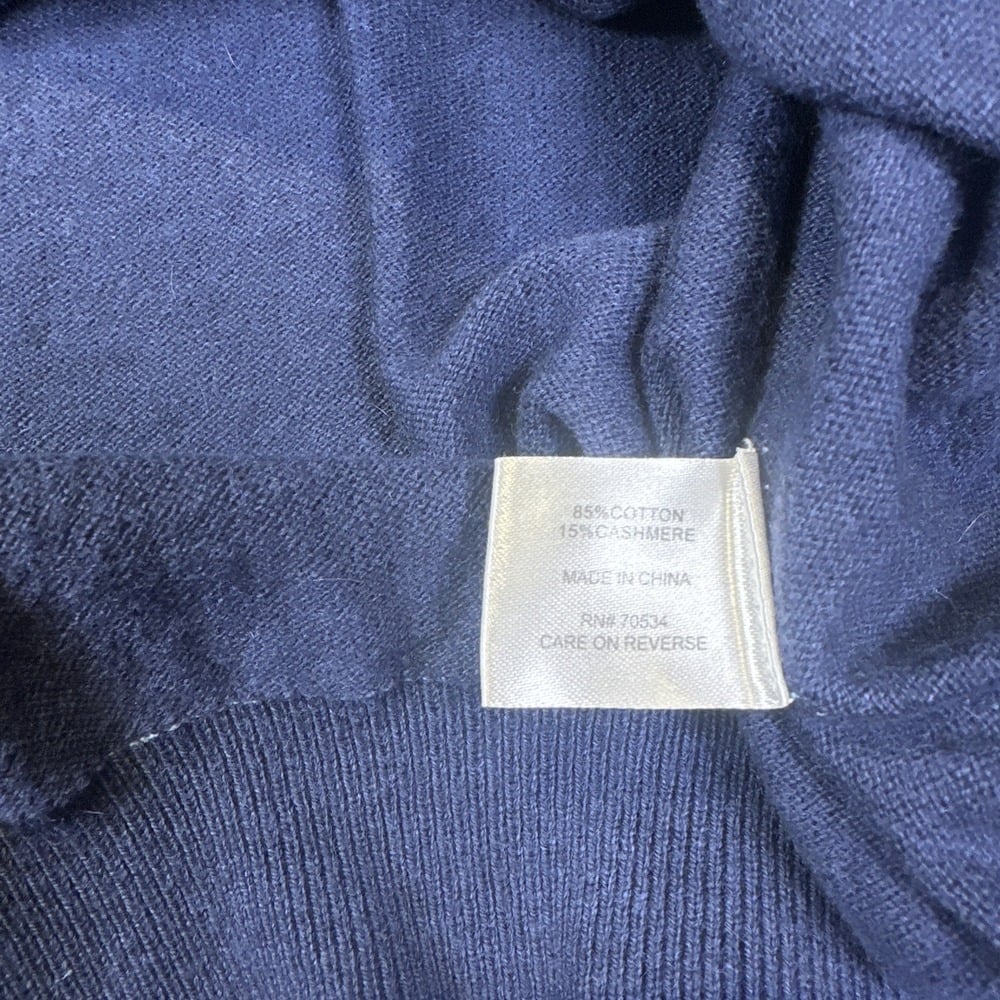 85%COTTON
15%CASHMERE
MADE IN CHINA
RN# 70534
CARE ON REVERSE